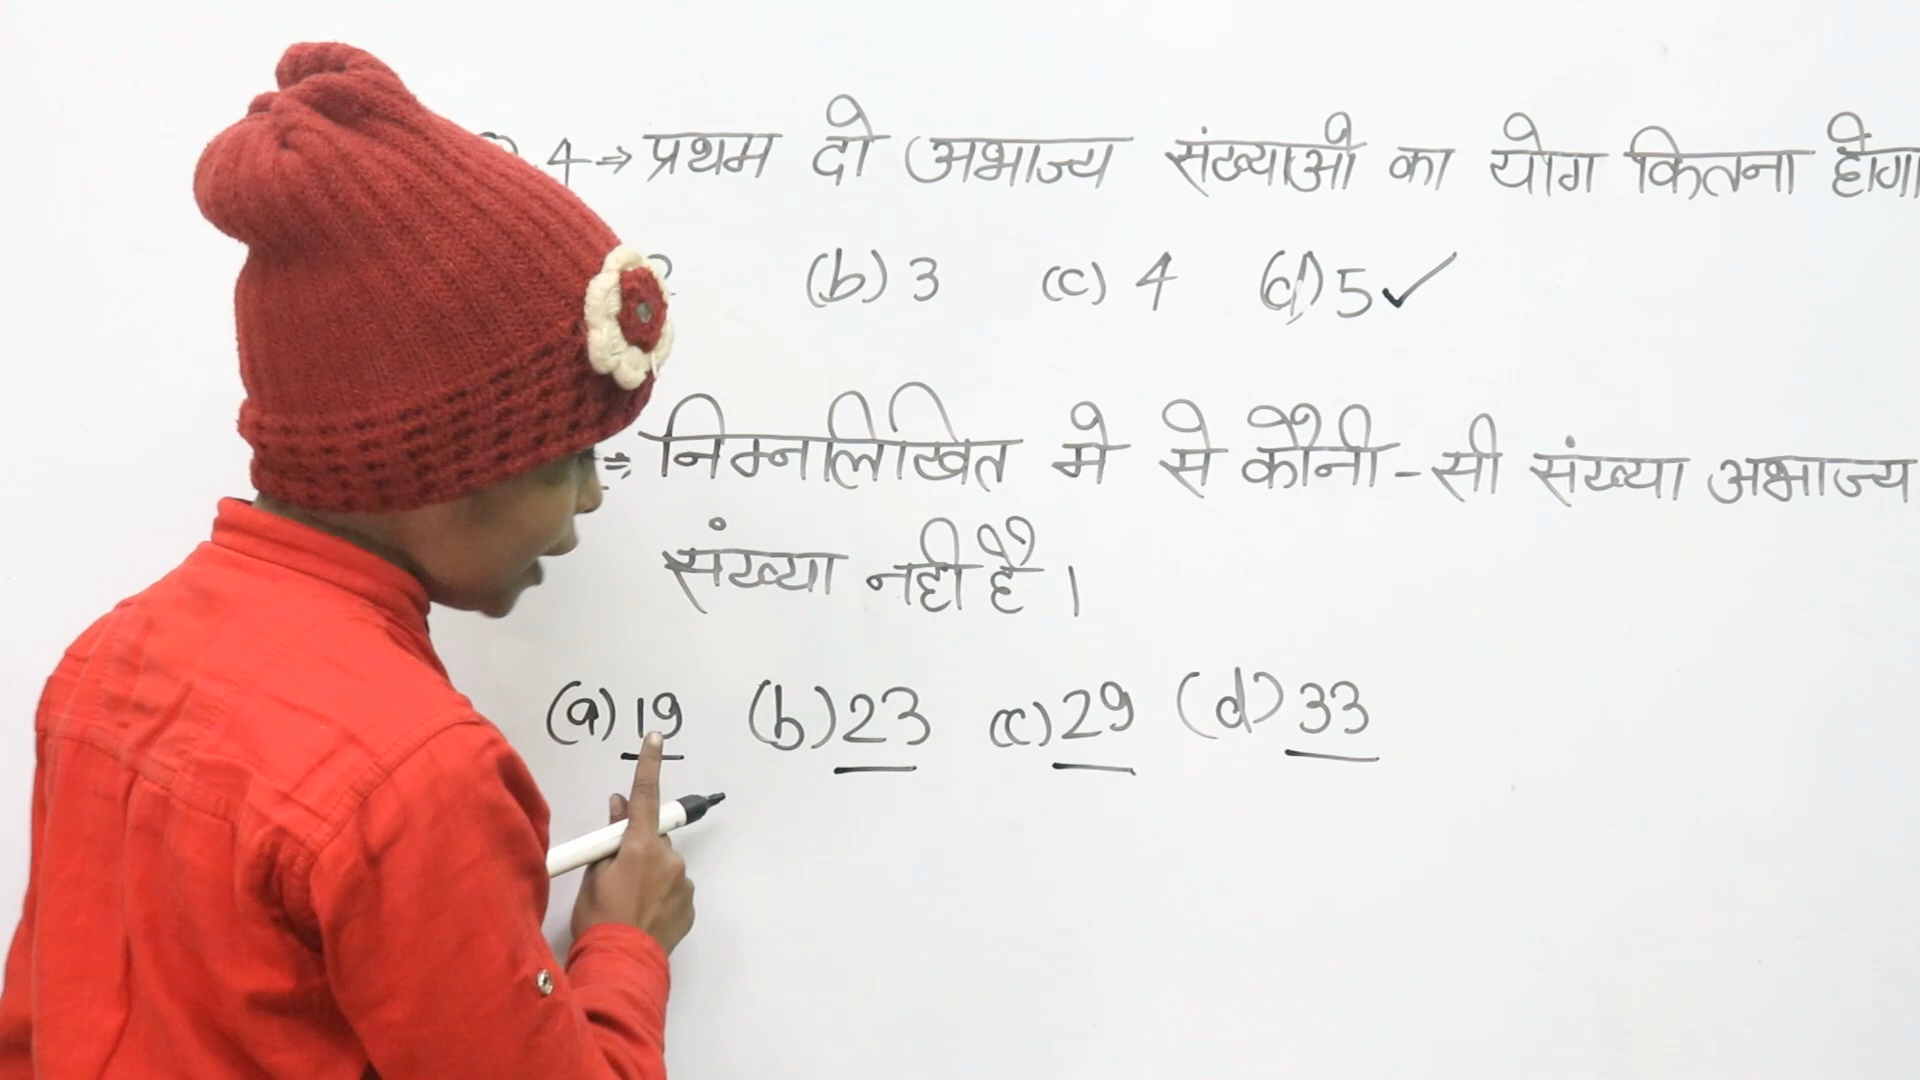 4⇒ प्रथम दो अभाज्य संख्याओ का योग कितना होगा
(b) 3 (c) 4 (d) 5 ✓
⇒ निम्नलिखित मे से कौनी-सी संख्या अभाज्य
संख्या नही है।
(a) 19 (b) 23 (c) 29 (d) 33